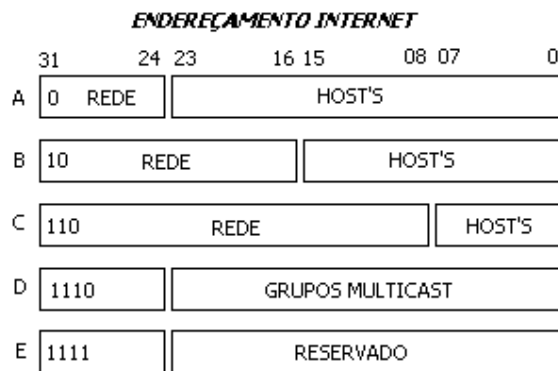 ENDEREÇAMENTO INTERNET
31 24 23 16 15 08 07 0
A 0 REDE HOST'S
B 10 REDE HOST'S
C 110 REDE HOST'S
D 1110 GRUPOS MULTICAST
E 1111 RESERVADO